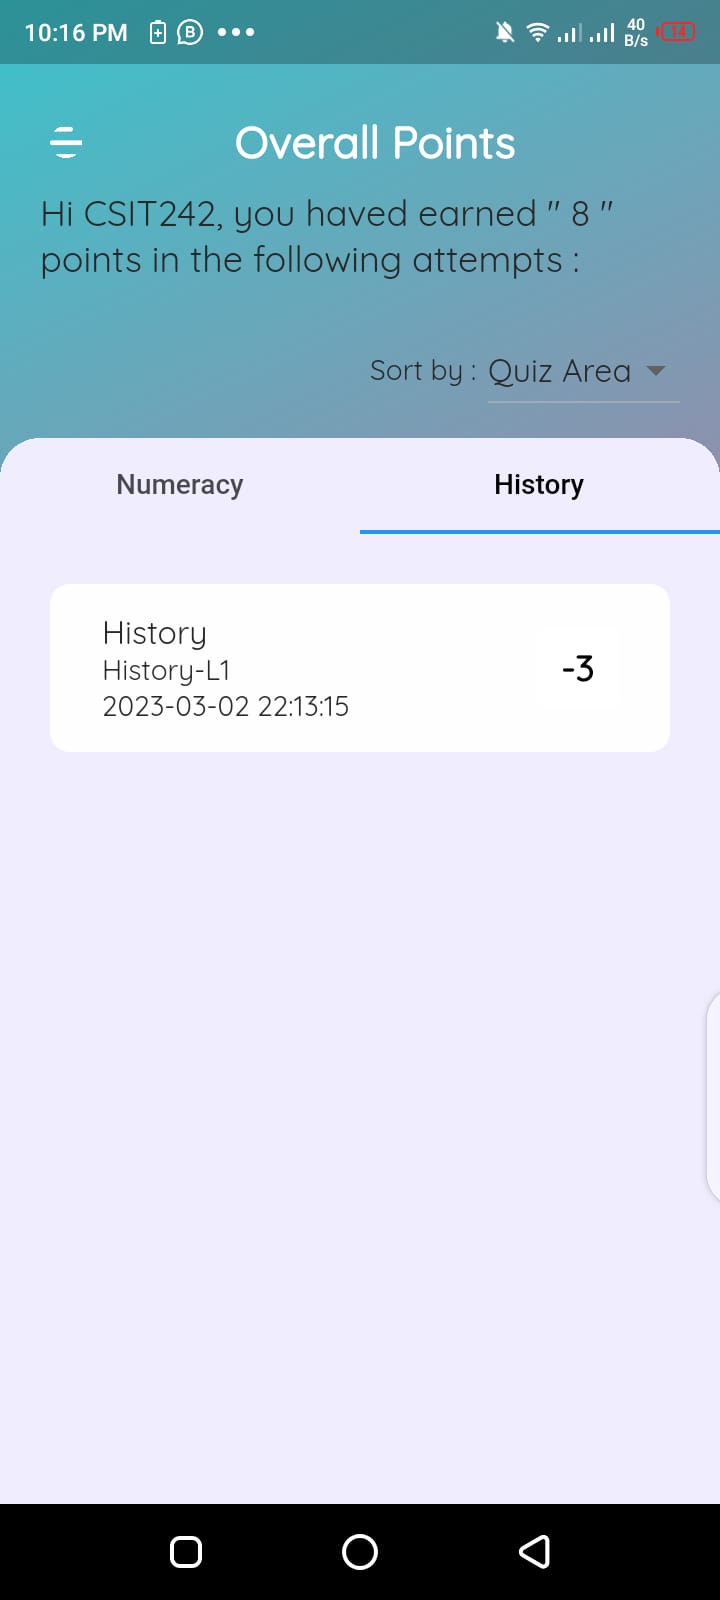 10:16 PM B 40 B/s 14
Overall Points
Hi CSIT242, you haved earned " 8 "
points in the following attempts :
Sort by : Quiz Area
Numeracy History
History
History-L1
2023-03-02 22:13:15
-3